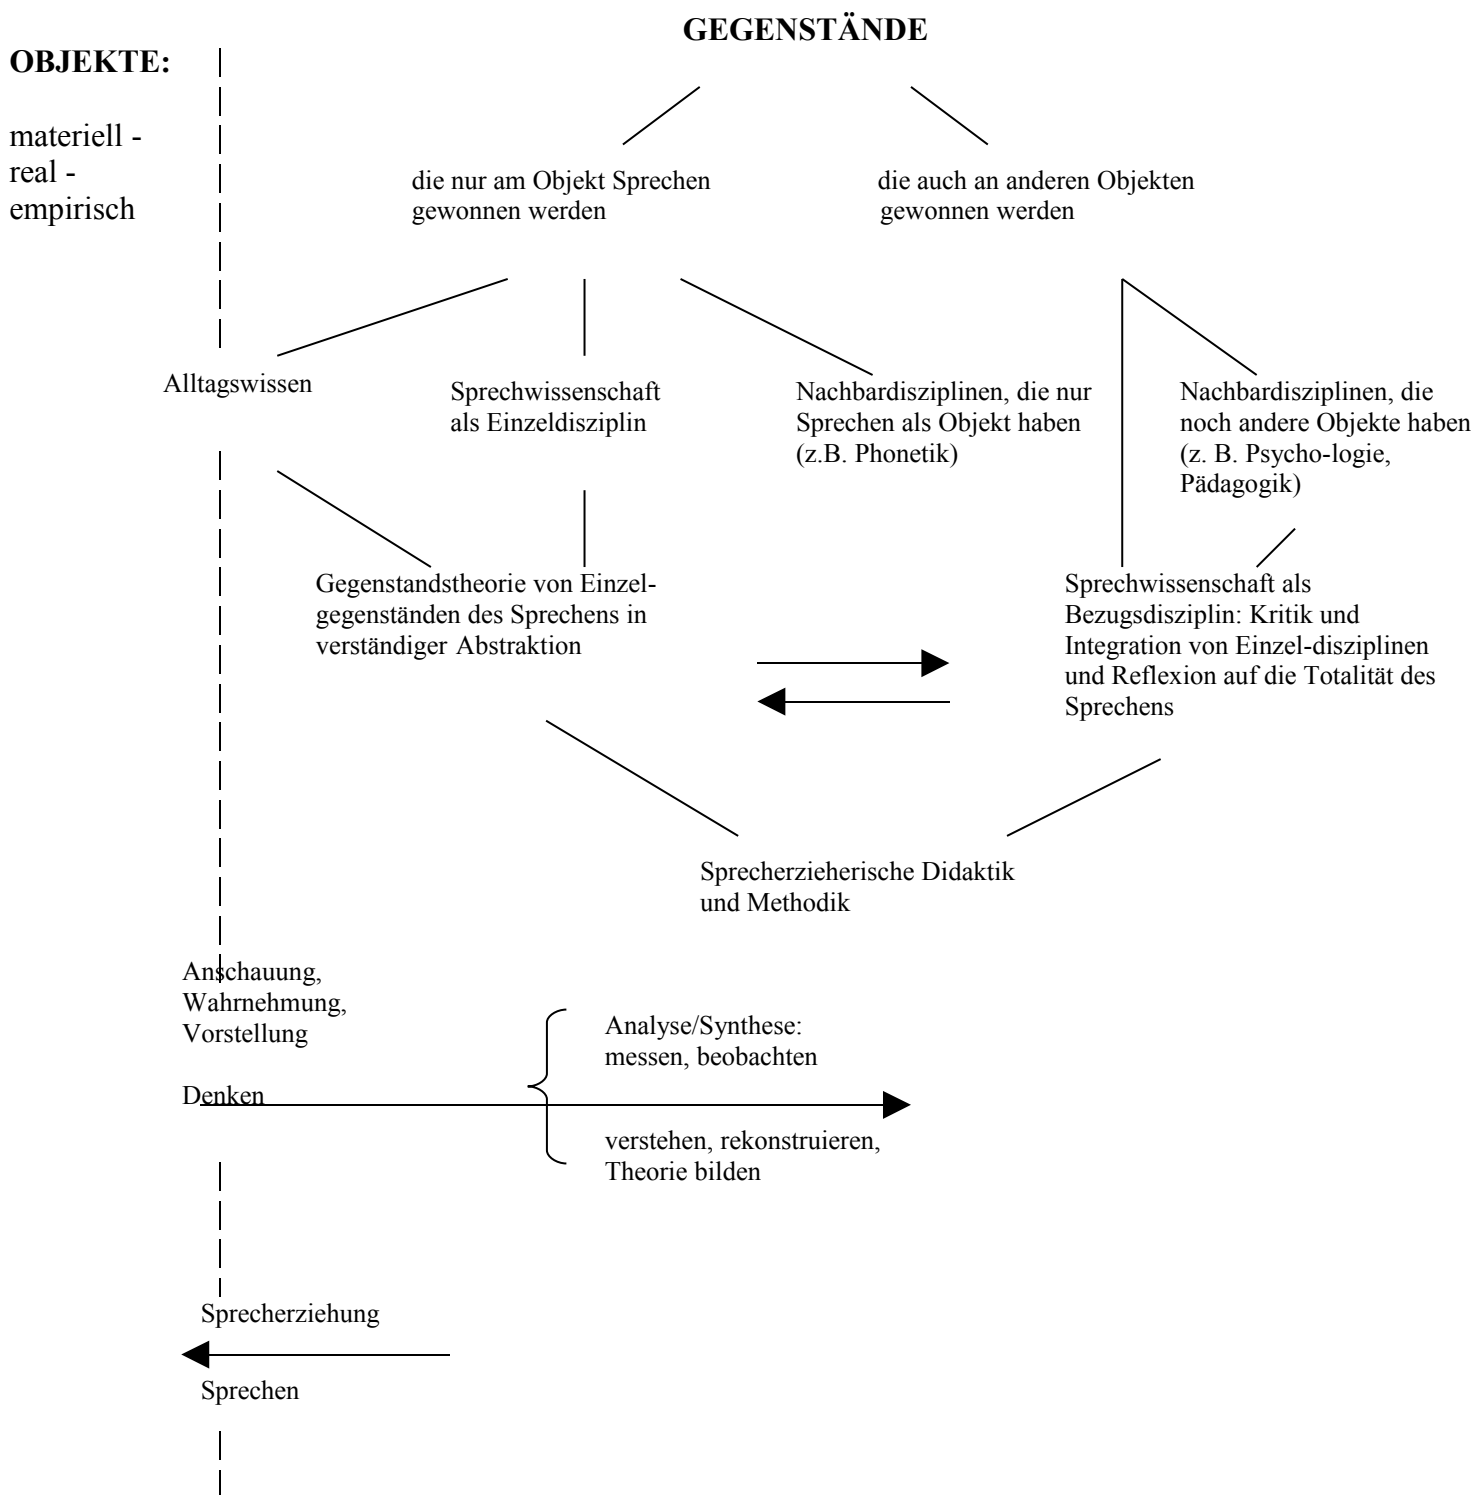 GEGENSTÄNDE
OBJEKTE:
materiell -
real -
empirisch
die nur am Objekt Sprechen
gewonnen werden
die auch an anderen Objekten
gewonnen werden
Alltagswissen
Sprechwissenschaft
als Einzeldisziplin
Nachbardisziplinen, die nur
Sprechen als Objekt haben
(z.B. Phonetik)
Nachbardisziplinen, die
noch andere Objekte haben
(z. B. Psycho-logie,
Pädagogik)
Gegenstandstheorie von Einzel-
gegenständen des Sprechens in
verständiger Abstraktion
Sprechwissenschaft als
Bezugsdisziplin: Kritik und
Integration von Einzel-disziplinen
und Reflexion auf die Totalität des
Sprechens
Sprecherzieherische Didaktik
und Methodik
Anschauung,
Wahrnehmung,
Vorstellung
Denken
Analyse/Synthese:
messen, beobachten
verstehen, rekonstruieren,
Theorie bilden
Sprecherziehung
Sprechen